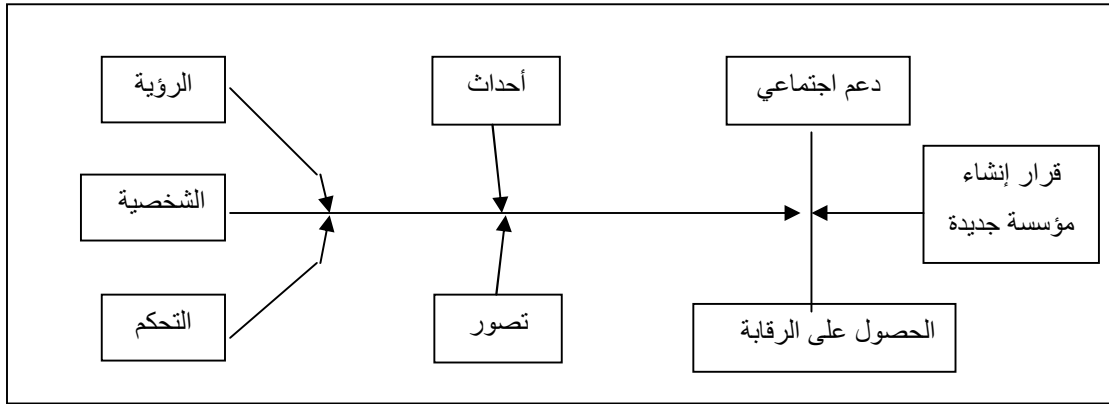 دعم اجتماعي
أحداث
الرؤية
قرار إنشاء
مؤسسة جديدة
الشخصية
الحصول على الرقابة
تصور
التحكم